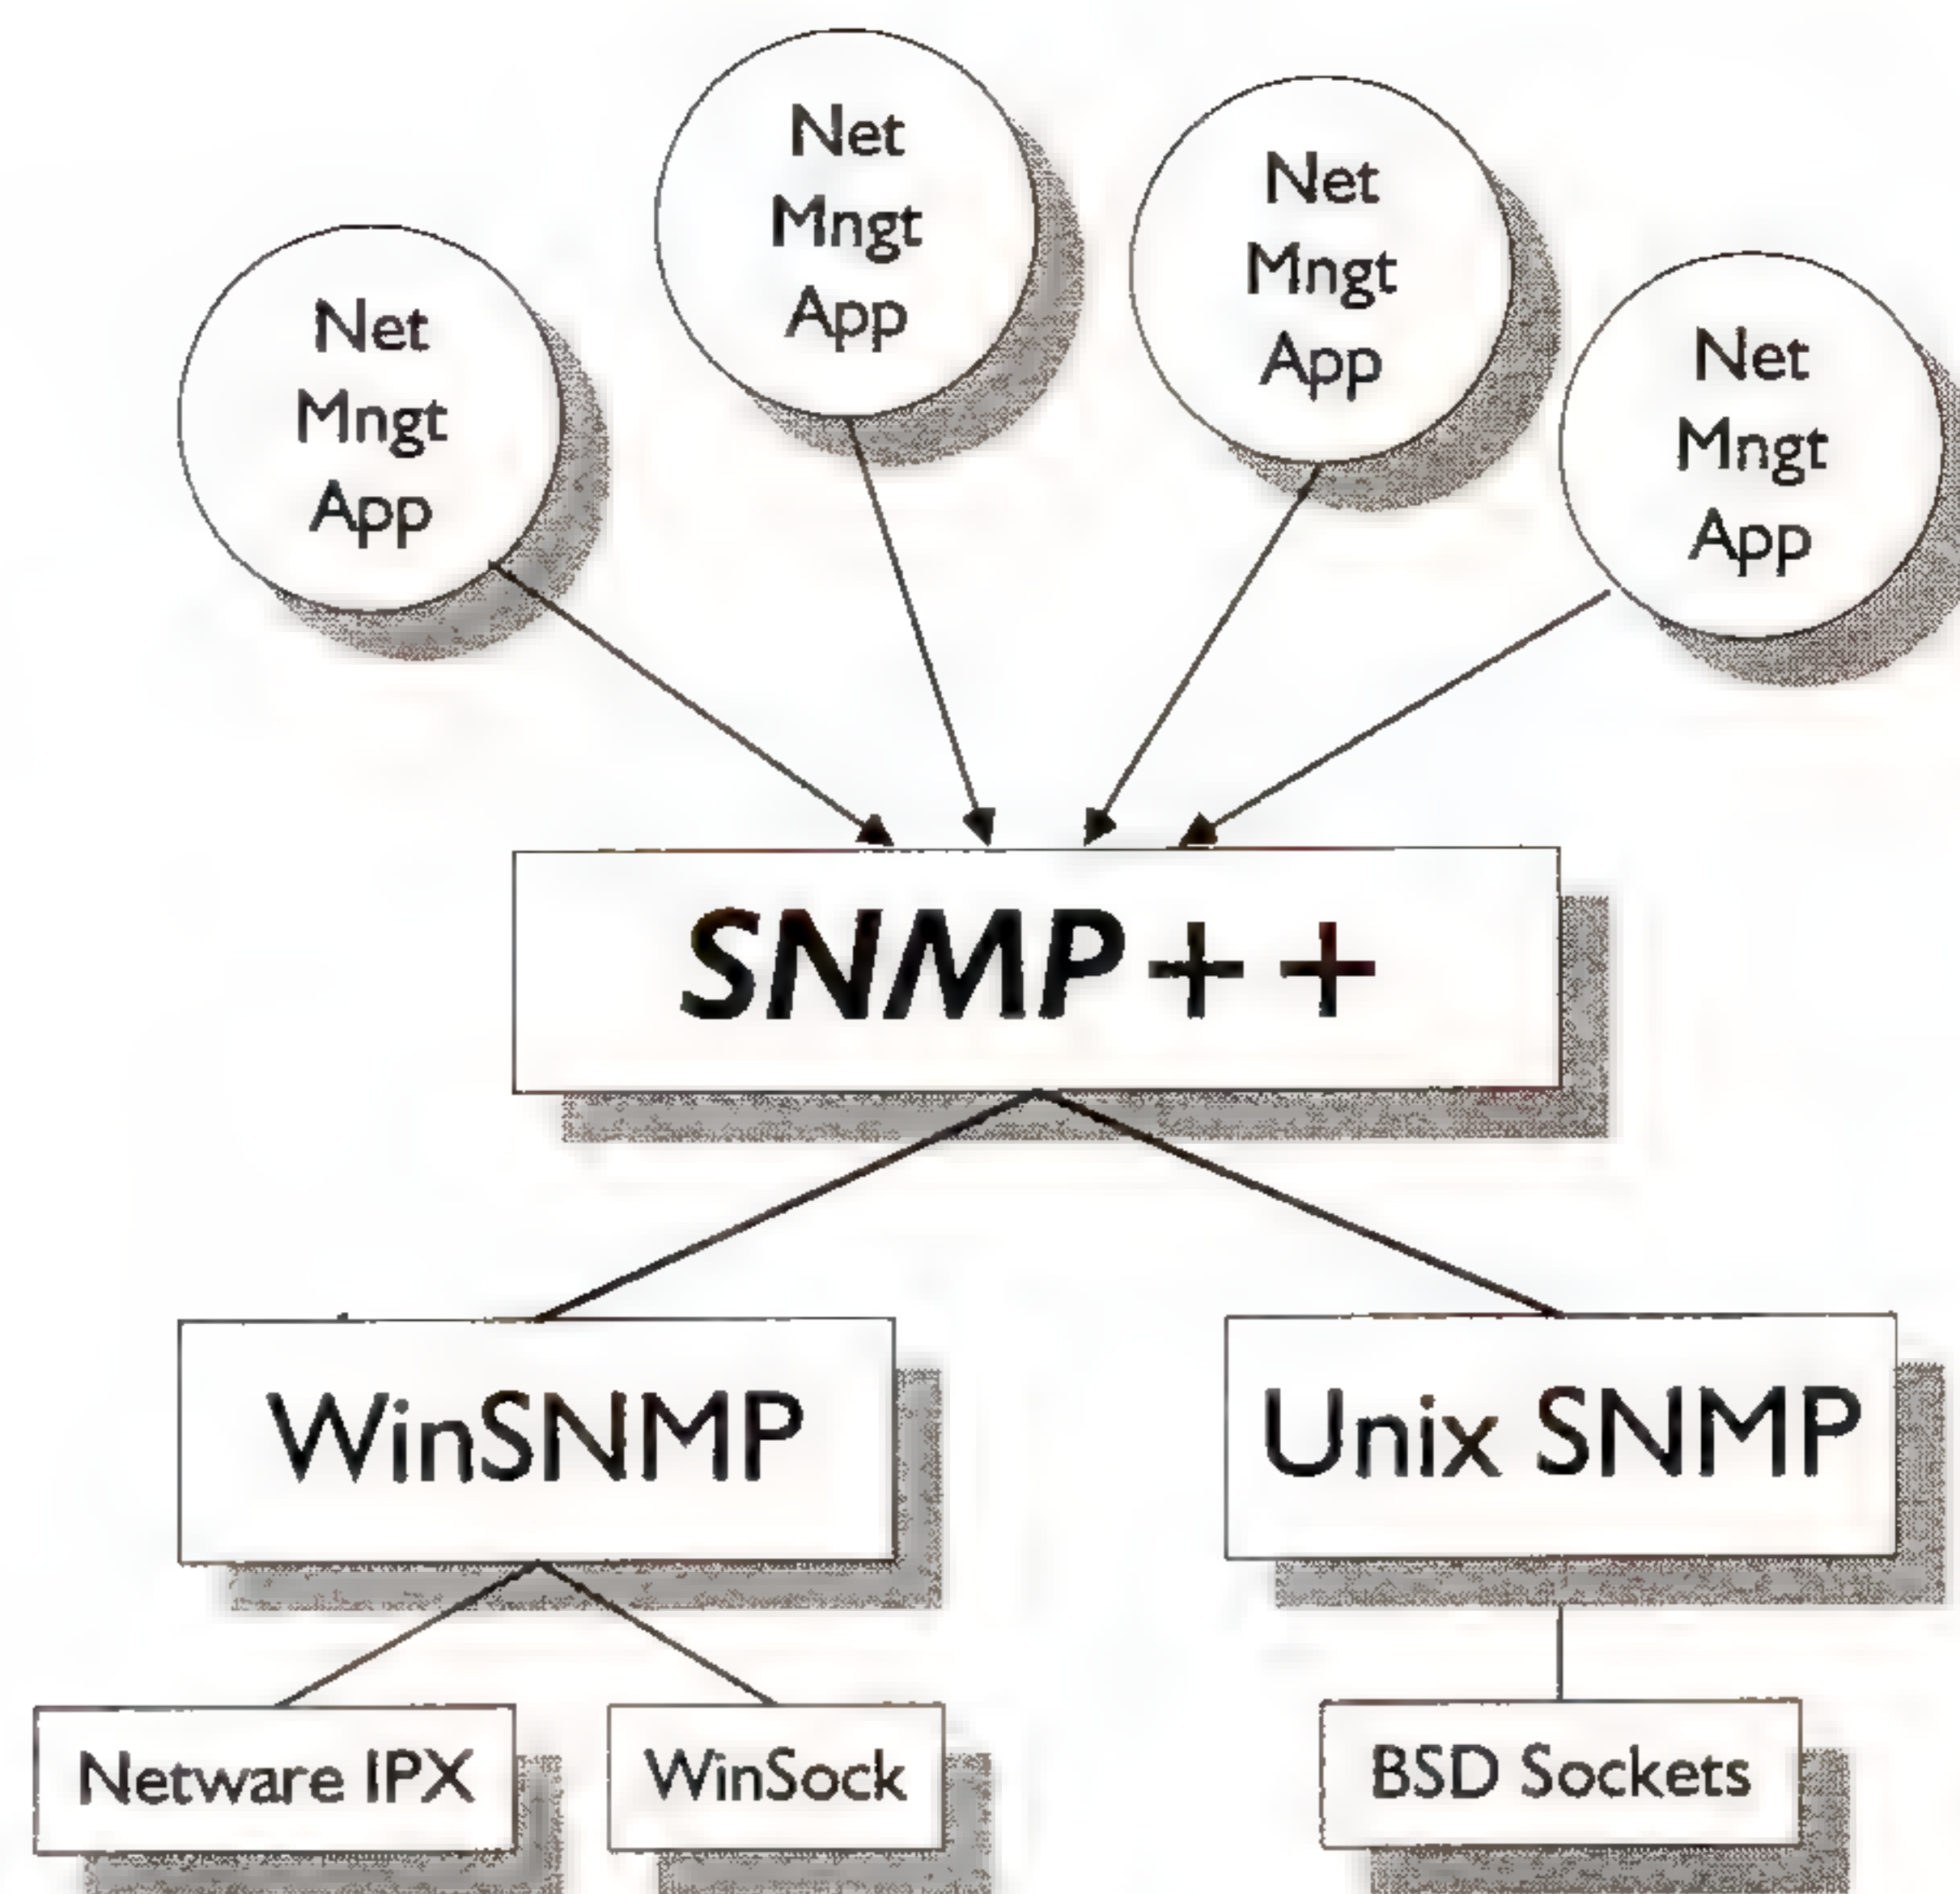 Net
Mngt
App
Net
Mngt
App
Net
Mngt
App
Net
Mngt
App
SNMP++
WinSNMP
Unix SNMP
Netware IPX
WinSock
BSD Sockets